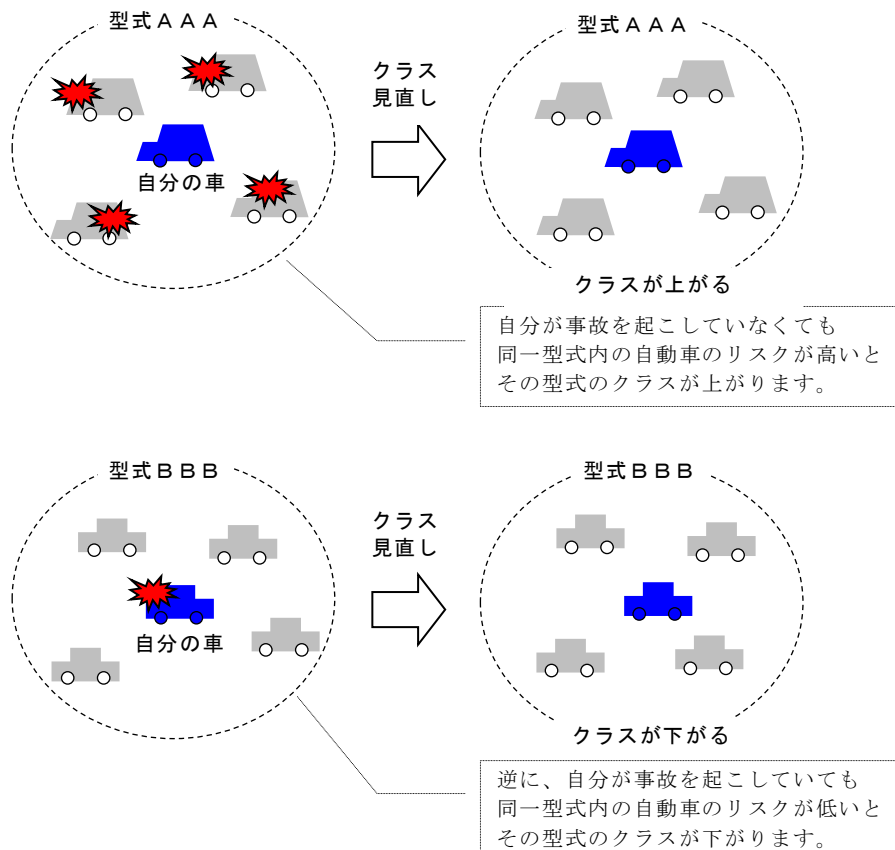 型式ＡＡＡ
クラス
見直し
自分の車
型式ＡＡＡ
クラスが上がる
自分が事故を起こしていなくても
同一型式内の自動車のリスクが高いと
その型式のクラスが上がります。
型式ＢＢＢ
クラス
見直し
自分の車
型式ＢＢＢ
クラスが下がる
逆に、自分が事故を起こしていても
同一型式内の自動車のリスクが低いと
その型式のクラスが下がります。